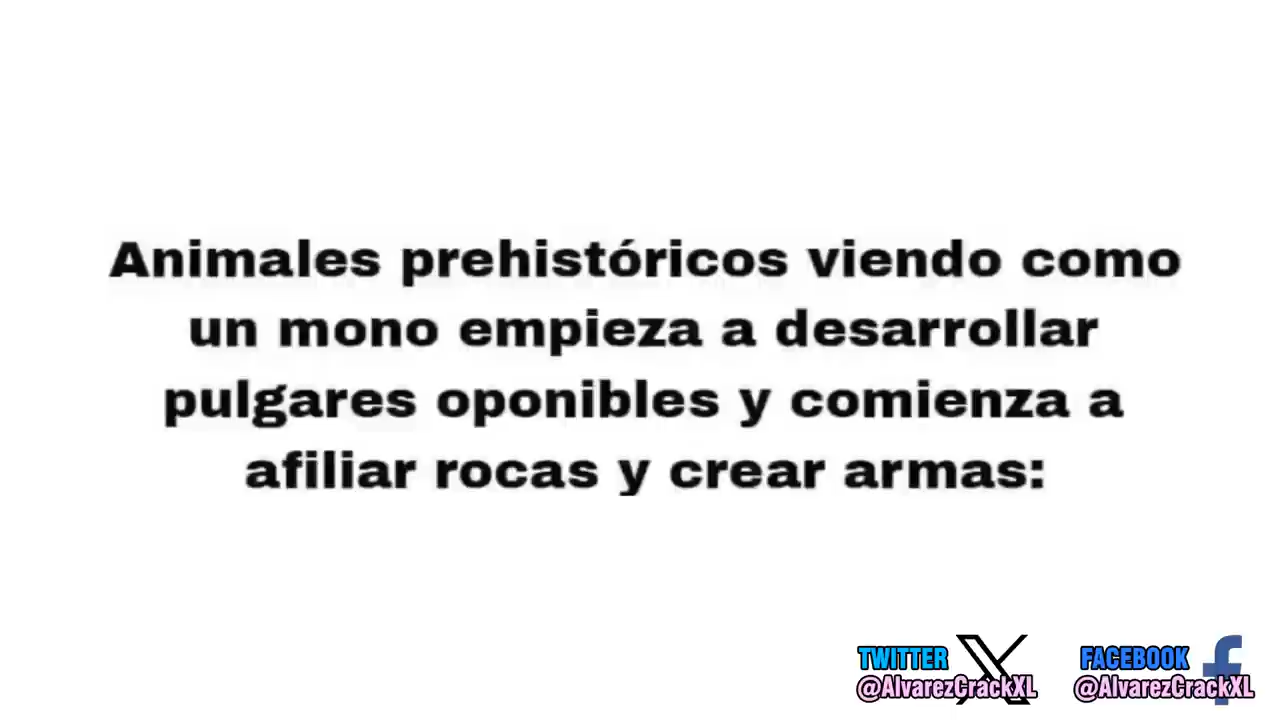 Animales prehistóricos viendo como
un mono empieza a desarrollar
pulgares oponibles y comienza a
afiliar rocas y crear armas:
TWITTER
@AlvarezCrackXL
FACEBOOK
@AlvarezCrackXL